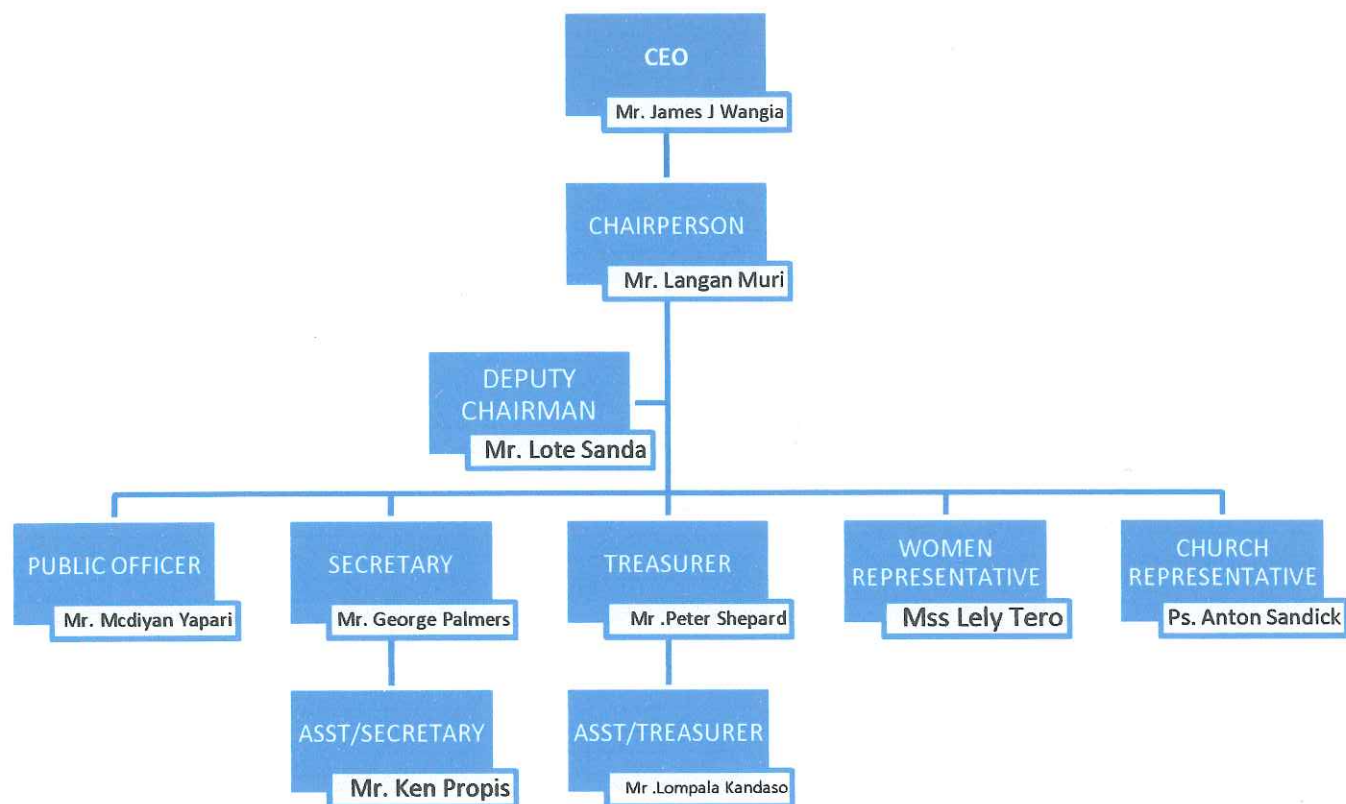 CEO
Mr. James J Wangia
CHAIRPERSON
Mr. Langan Muri
DEPUTY
CHAIRMAN
Mr. Lote Sanda
PUBLIC OFFICER
Mr. Mcdiyan Yapari
SECRETARY
Mr. George Palmers
TREASURER
Mr .Peter Shepard
WOMEN
REPRESENTATIVE
Mss Lely Tero
CHURCH
REPRESENTATIVE
Ps. Anton Sandick
ASST/SECRETARY
Mr. Ken Propis
ASST/TREASURER
Mr .Lompala Kandaso